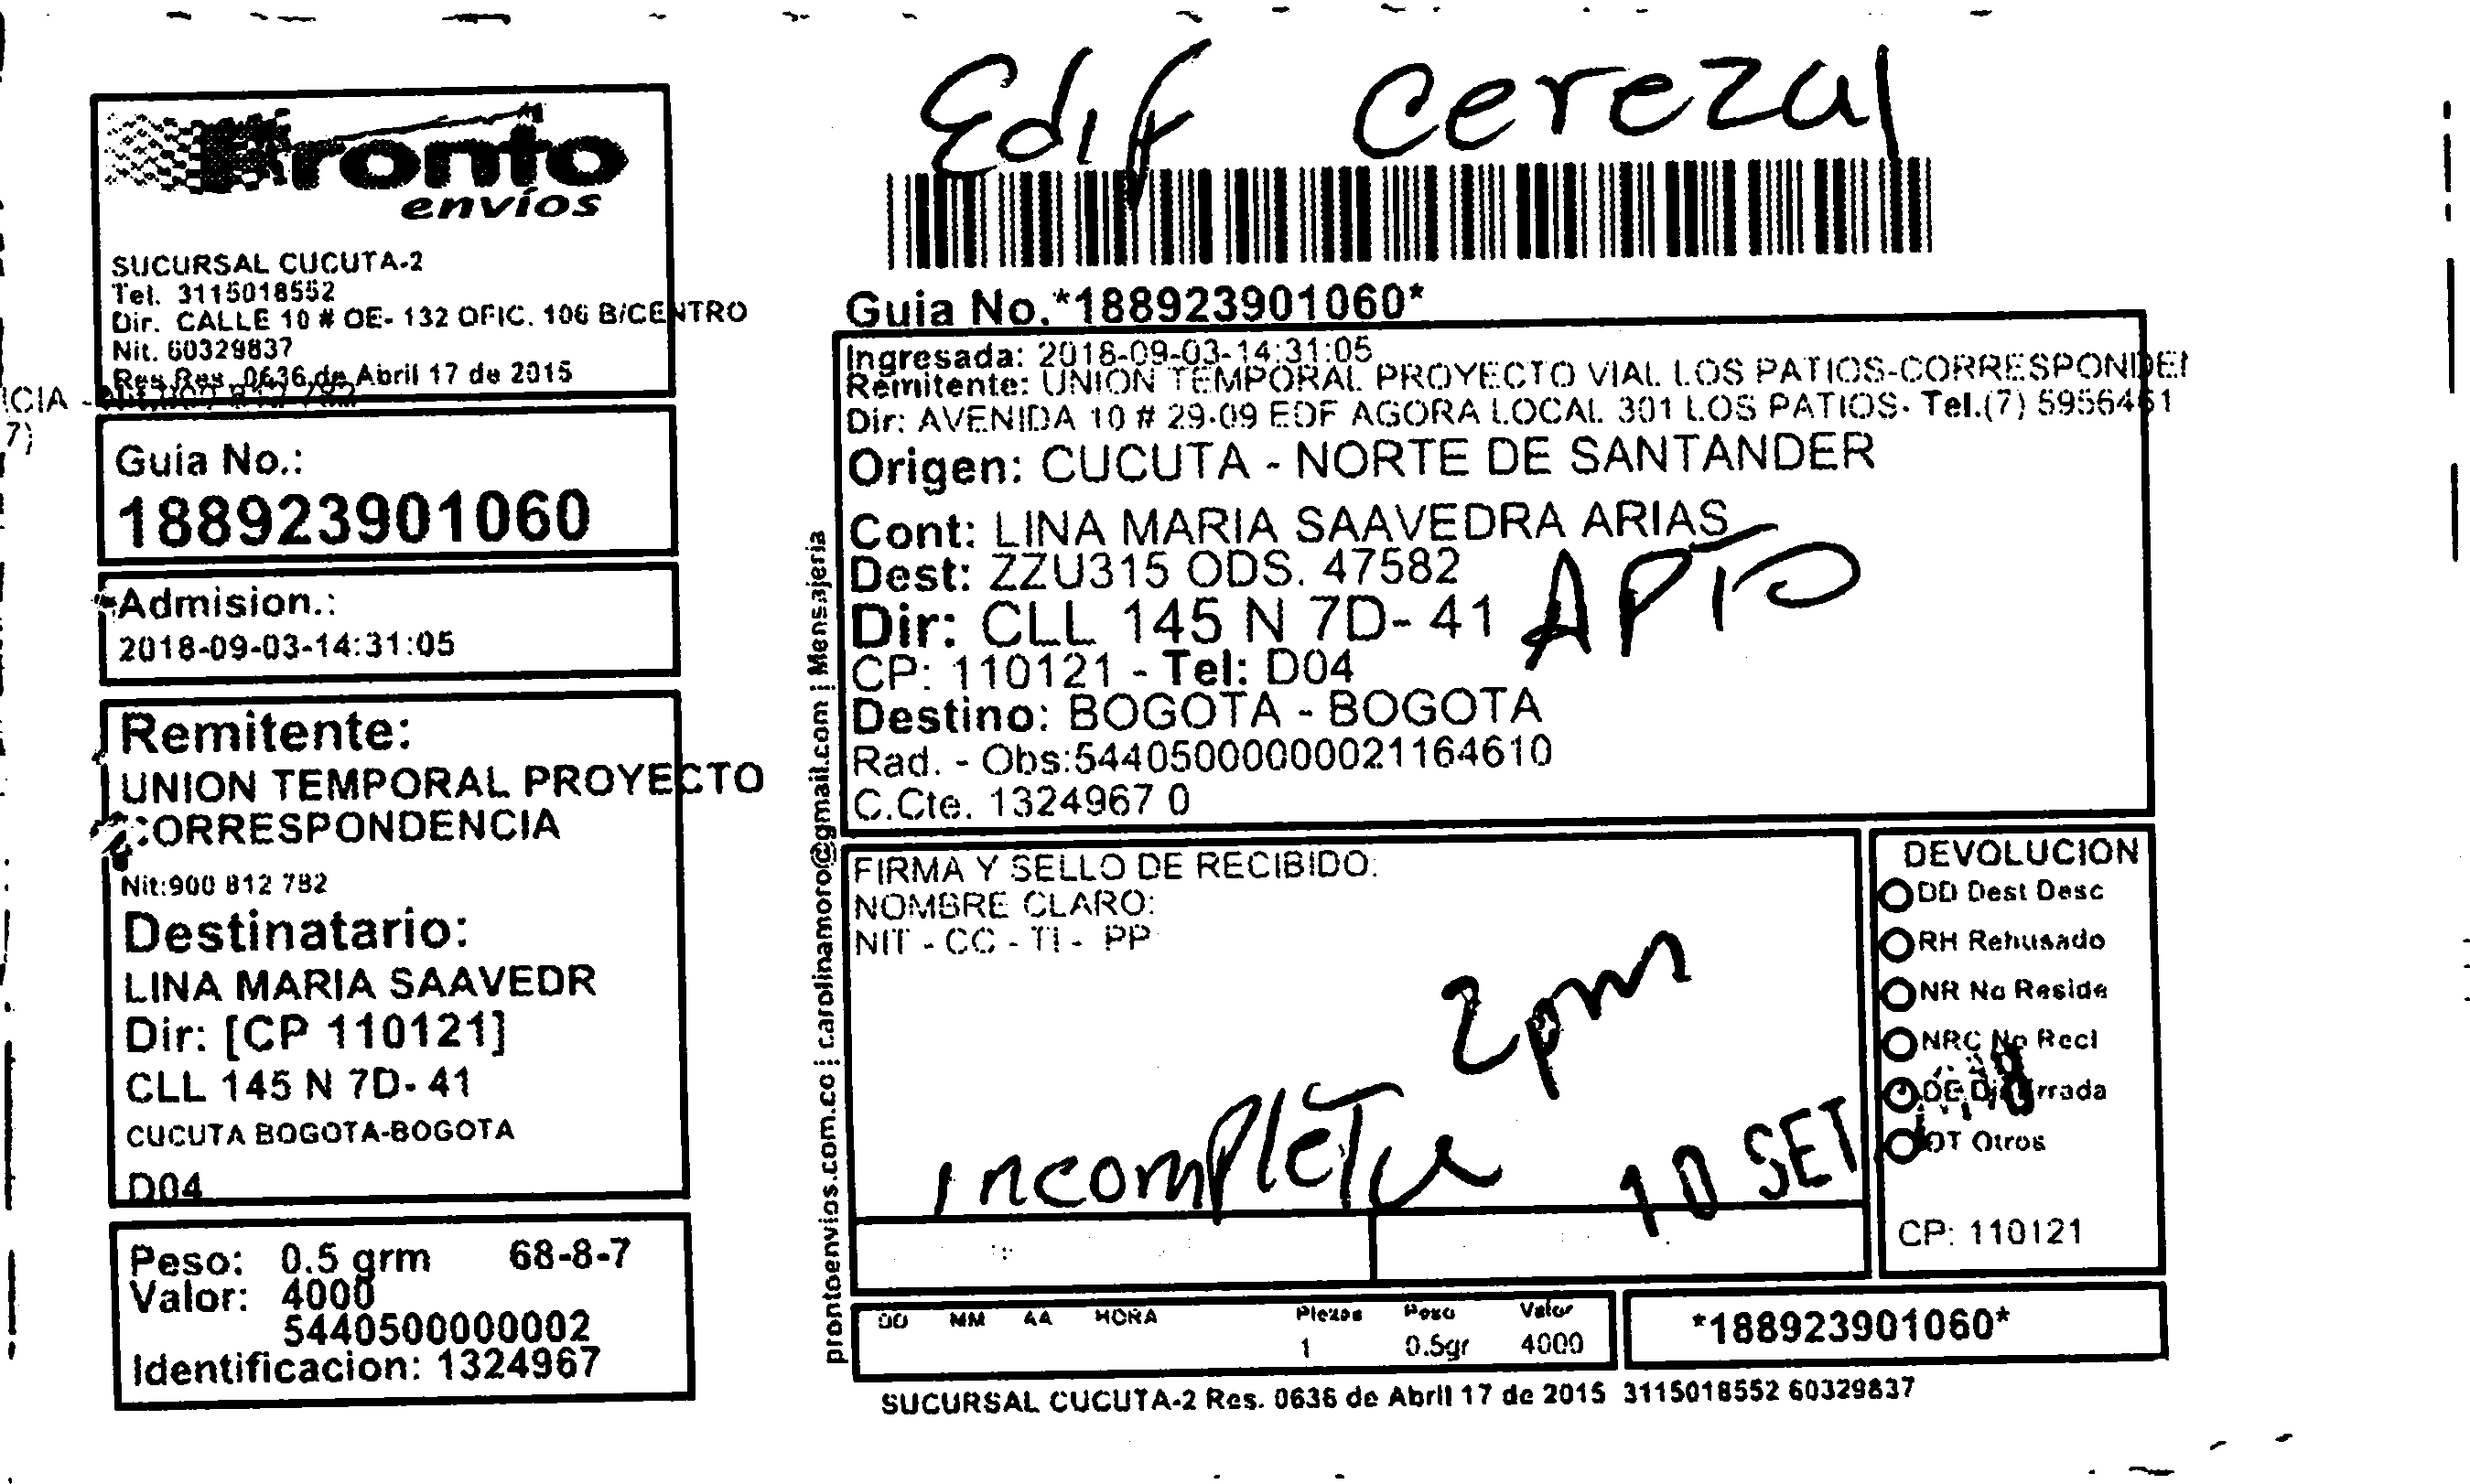 Edif Cerezal
Pronto
envíos
SUCURSAL CUCUTA-2
Tel. 3115018552
Dir. CALLE 10 # OE- 132 OFIC. 106 B/CENTRO
Nit. 60329837
Res Res. 0636 de Abril 17 de 2015
CIA -
7)
Guia No.:
188923901060
Admision.:
2018-09-03-14:31:05
Remitente:
UNION TEMPORAL PROYECTO
CORRESPONDENCIA
Nit:900 812 782
Destinatario:
LINA MARIA SAAVEDR
Dir: [CP 110121]
CLL 145 N 7D- 41
CUCUTA BOGOTA-BOGOTA
D04
Peso: 0.5 grm 68-8-7
Valor: 4000
5440500000002
Identificacion: 1324967
prontoenvios.com.co | carolinamoro@gmail.com | Mensajeria
Guia No.*188923901060*
Ingresada: 2018-09-03-14:31:05
Remitente: UNION TEMPORAL PROYECTO VIAL LOS PATIOS-CORRESPONDEN
Dir: AVENIDA 10 # 29-09 EDF AGORA LOCAL 301 LOS PATIOS- Tel.(7) 5956461
Origen: CUCUTA - NORTE DE SANTANDER
Cont: LINA MARIA SAAVEDRA ARIAS
Dest: ZZU315 ODS. 47582
Dir: CLL 145 N 7D- 41 APTO
CP: 110121 - Tel: D04
Destino: BOGOTA - BOGOTA
Rad. - Obs:544050000000021164610
C.Cte. 1324967 0
FIRMA Y SELLO DE RECIBIDO:
NOMBRE CLARO:
NIT - CC - TI - PP
2pm
incompleta
10 SET
DEVOLUCION
DD Dest Desc
RH Rehusado
NR No Reside
NRC No Recl
DE Dir Errada
OT Otros
CP: 110121
DD MM AA HORA Piezas Peso Valor
1 0.5gr 4000
*188923901060*
SUCURSAL CUCUTA-2 Res. 0636 de Abril 17 de 2015 3115018552 60329837